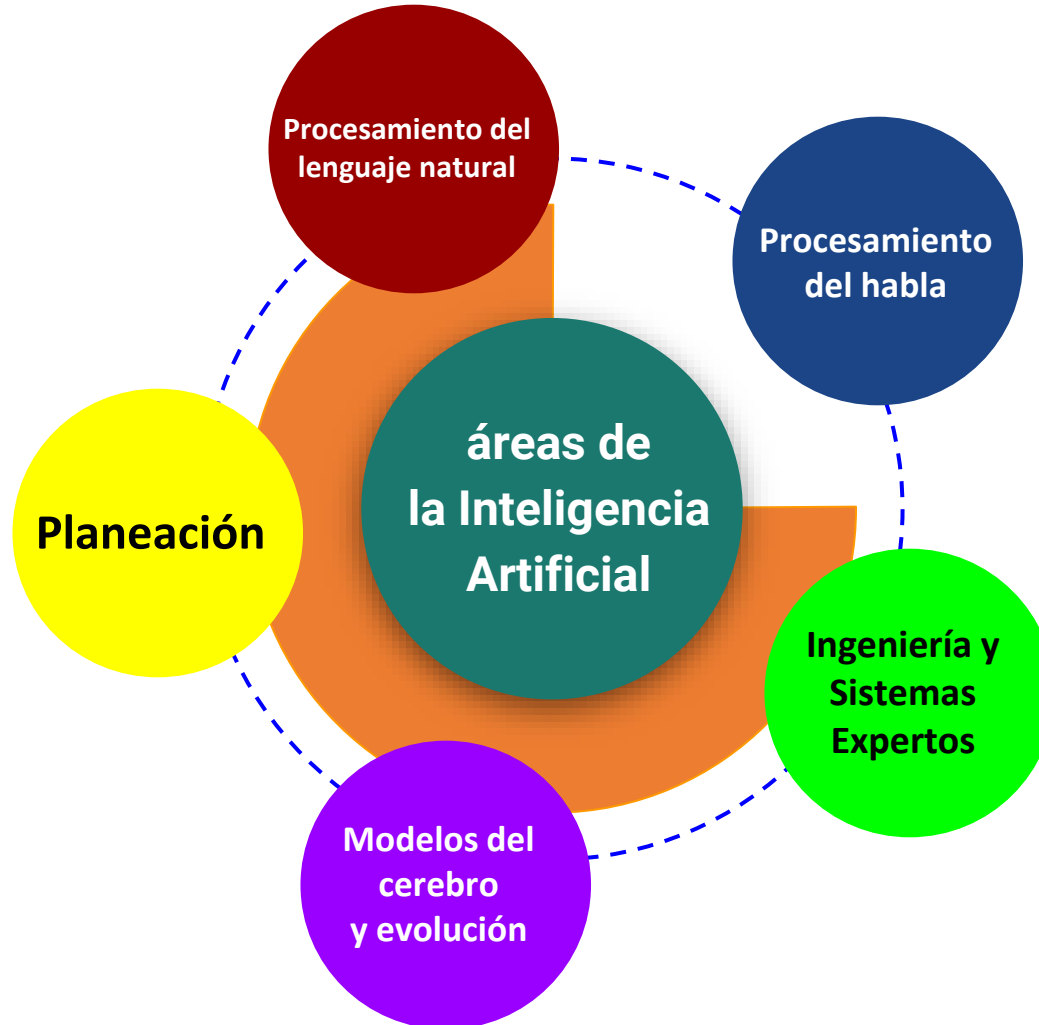 Procesamiento del
lenguaje natural
Procesamiento
del habla
áreas de
la Inteligencia
Artificial
Planeación
Ingeniería y
Sistemas
Expertos
Modelos del
cerebro
y evolución